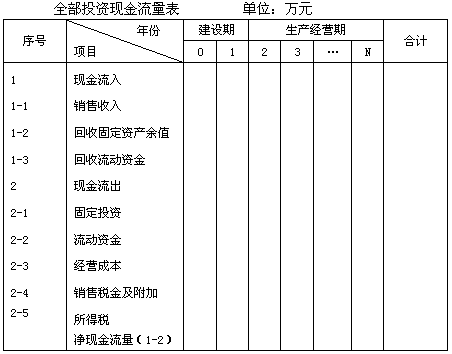 全部投资现金流量表 单位：万元
序号 年份 项目 建设期 生产经营期 合计
0 1 2 3 … N
1 现金流入
1-1 销售收入
1-2 回收固定资产余值
1-3 回收流动资金
2 现金流出
2-1 固定投资
2-2 流动资金
2-3 经营成本
2-4 销售税金及附加
2-5 所得税
净现金流量（1-2）